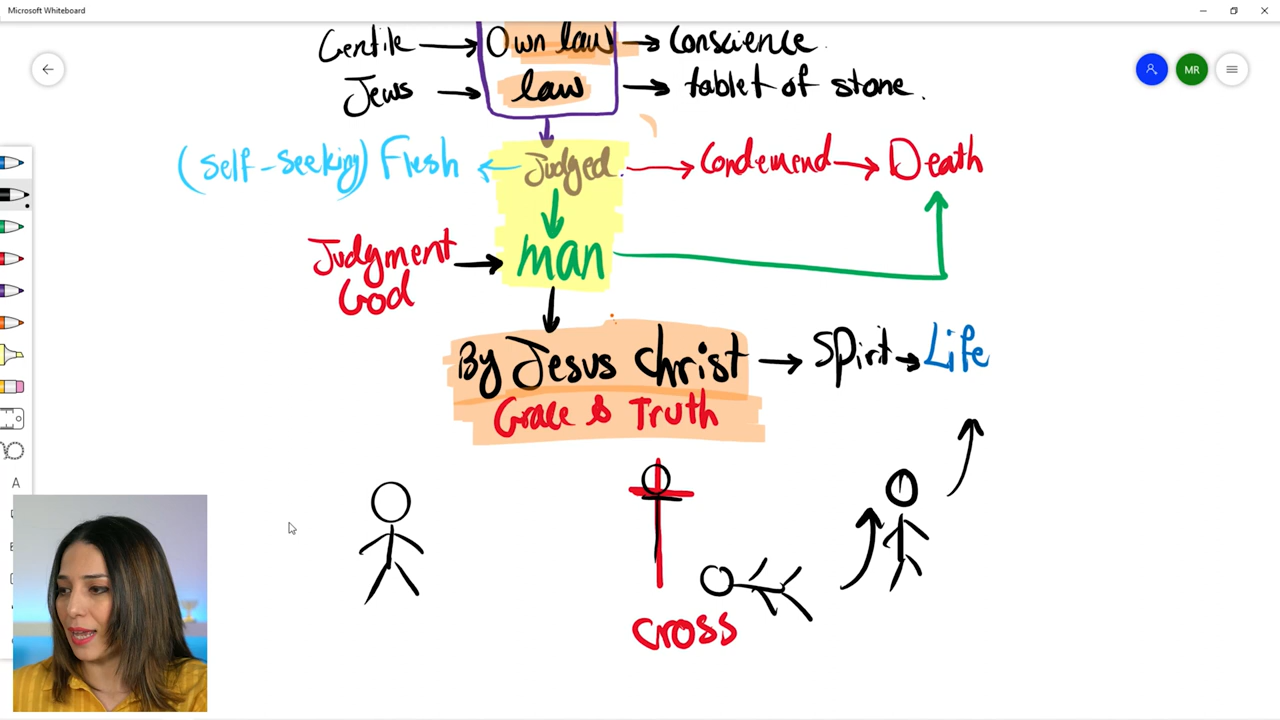 Microsoft Whiteboard
Gentile → Own law → Conscience.
Jews → law → tablet of stone.
MR
(Self-seeking) Fresh ← Judged. → Condemend → Death
Judgment God → man
By Jesus Christ → Spirit → Life
Grace & Truth
A
Cross